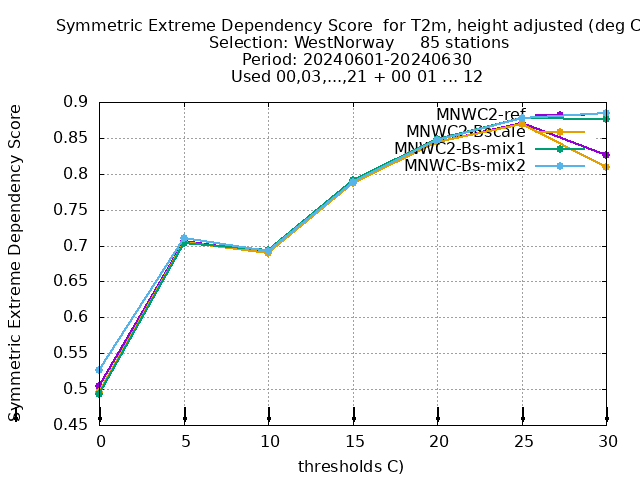 Symmetric Extreme Dependency Score for T2m, height adjusted (deg C
Selection: WestNorway 85 stations
Period: 20240601-20240630
Used 00,03,...,21 + 00 01 ... 12
Symmetric Extreme Dependency Score
0.9
0.85
0.8
0.75
0.7
0.65
0.6
0.55
0.5
0.45
MNWC2-ref
MNWC2-Bscale
MNWC2-Bs-mix1
MNWC-Bs-mix2
0 5 10 15 20 25 30
thresholds C)